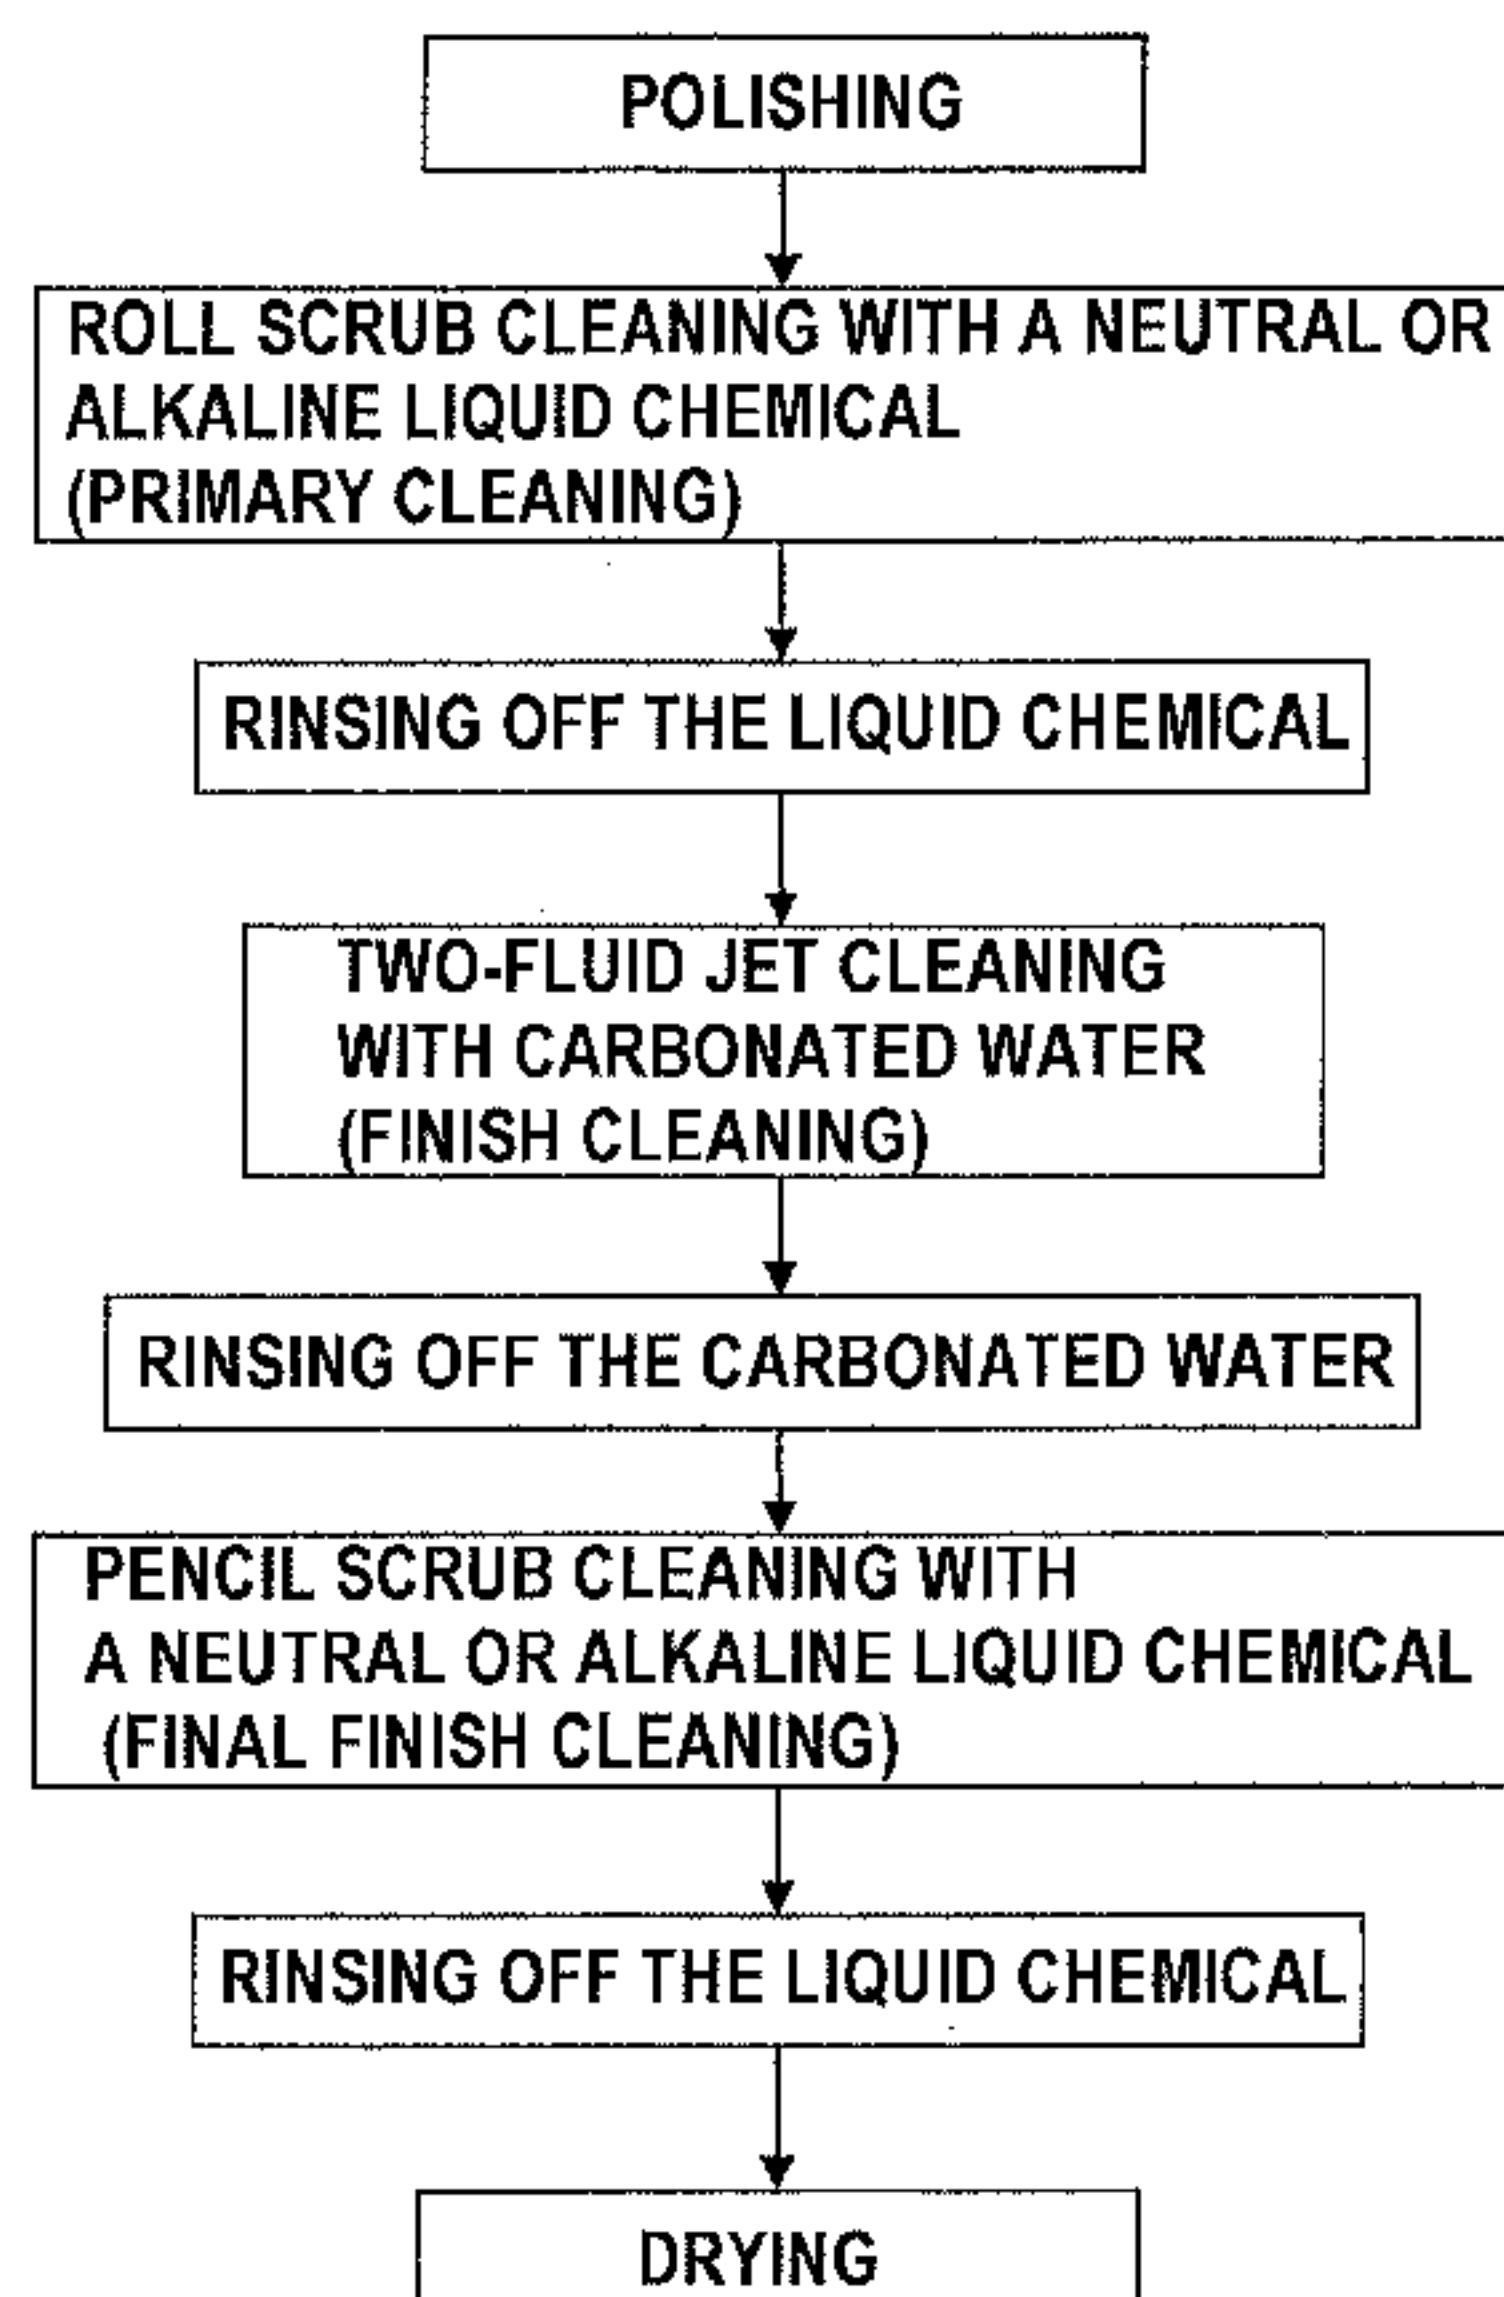 POLISHING
ROLL SCRUB CLEANING WITH A NEUTRAL OR
ALKALINE LIQUID CHEMICAL
(PRIMARY CLEANING)
RINSING OFF THE LIQUID CHEMICAL
TWO-FLUID JET CLEANING
WITH CARBONATED WATER
(FINISH CLEANING)
RINSING OFF THE CARBONATED WATER
PENCIL SCRUB CLEANING WITH
A NEUTRAL OR ALKALINE LIQUID CHEMICAL
(FINAL FINISH CLEANING)
RINSING OFF THE LIQUID CHEMICAL
DRYING